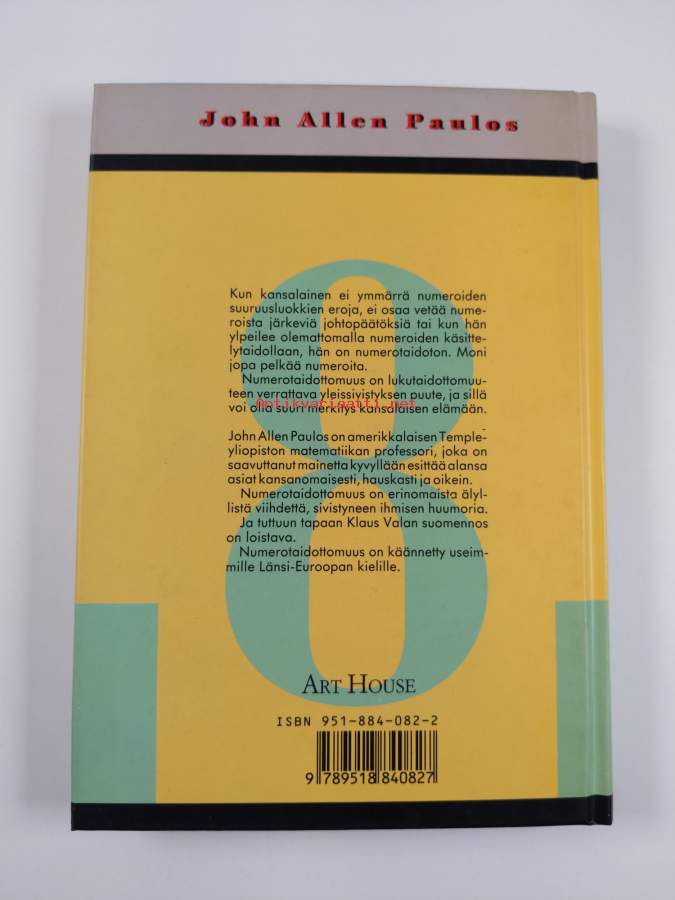 John Allen Paulos
Kun kansalainen ei ymmärrä numeroiden
suuruusluokkien eroja, ei osaa vetää nume-
roista järkeviä johtopäätöksiä tai kun hän
ylpeilee olemattomalla numeroiden käsitte-
lytaidollaan, hän on numerotaidoton. Moni
jopa pelkää numeroita.
Numerotaidottomuus on lukutaidottomuu-
teen verrattava yleissivistyksen puute, ja sillä
Antikvariaatti.net
voi olla suuri merkitys kansalaisen elämään.
John Allen Paulos on amerikkalaisen Temple-
yliopiston matematiikan professori, joka on
saavuttanut mainetta kyvyllään esittää alansa
asiat kansanomaisesti, hauskasti ja oikein.
Numerotaidottomuus on erinomaista älyl-
listä viihdettä, sivistyneen ihmisen huumoria.
Ja tuttuun tapaan Klaus Valan suomennos
on loistava.
Numerotaidottomuus on käännetty useim-
mille Länsi-Euroopan kielille.
8
ART HOUSE
ISBN 951-884-082-2
9 789518 840827